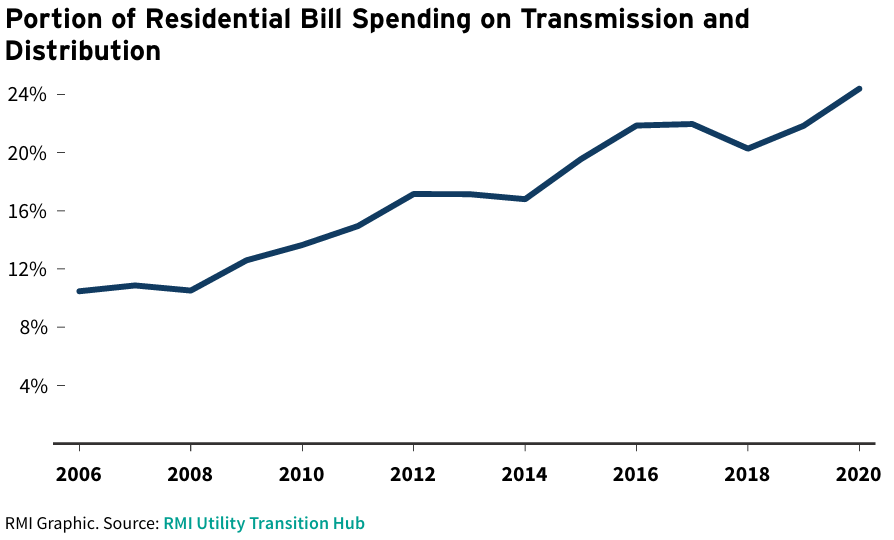 Portion of Residential Bill Spending on Transmission and
Distribution
24%
20%
16%
12%
8%
4%
2006 2008 2010 2012 2014 2016 2018 2020
RMI Graphic. Source: RMI Utility Transition Hub